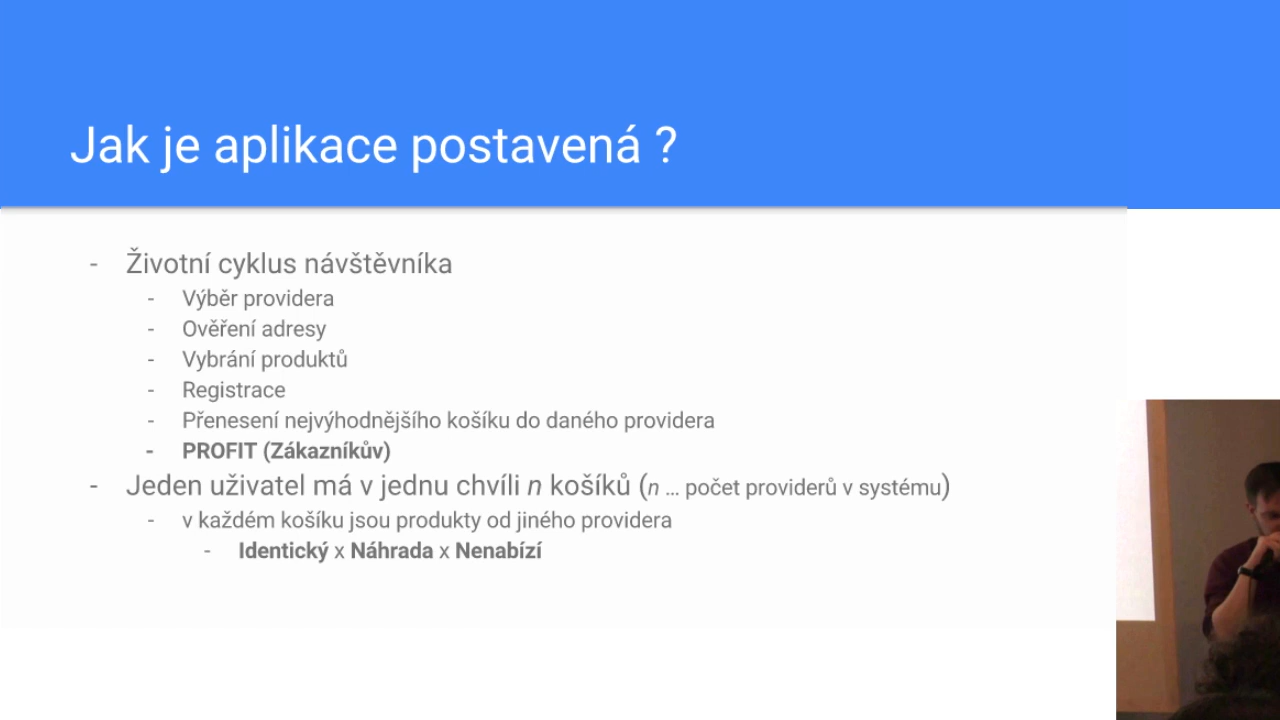 Jak je aplikace postavená ?
- Životní cyklus návštěvníka
- Výběr providera
- Ověření adresy
- Vybrání produktů
- Registrace
- Přenesení nejvýhodnějšího košíku do daného providera
- PROFIT (Zákazníkův)
- Jeden uživatel má v jednu chvíli n košíků (n ... počet providerů v systému)
- v každém košíku jsou produkty od jiného providera
- Identický x Náhrada x Nenabízí